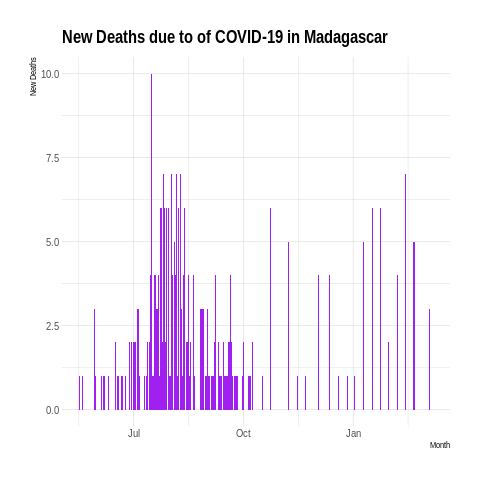 New Deaths due to of COVID-19 in Madagascar
New Deaths
10.0
7.5
5.0
2.5
0.0
Jul Oct Jan
Month